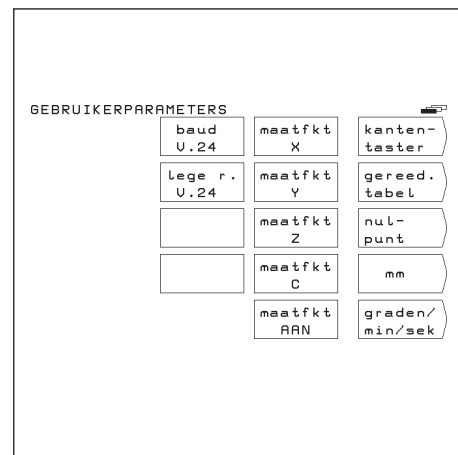 GEBRUIKERPARAMETERS
baud
V.24
maatfkt
X
kanten-
taster
lege r.
V.24
maatfkt
Y
gereed.
tabel
maatfkt
Z
nul-
punt
maatfkt
C
mm
maatfkt
AAN
graden/
min/sek